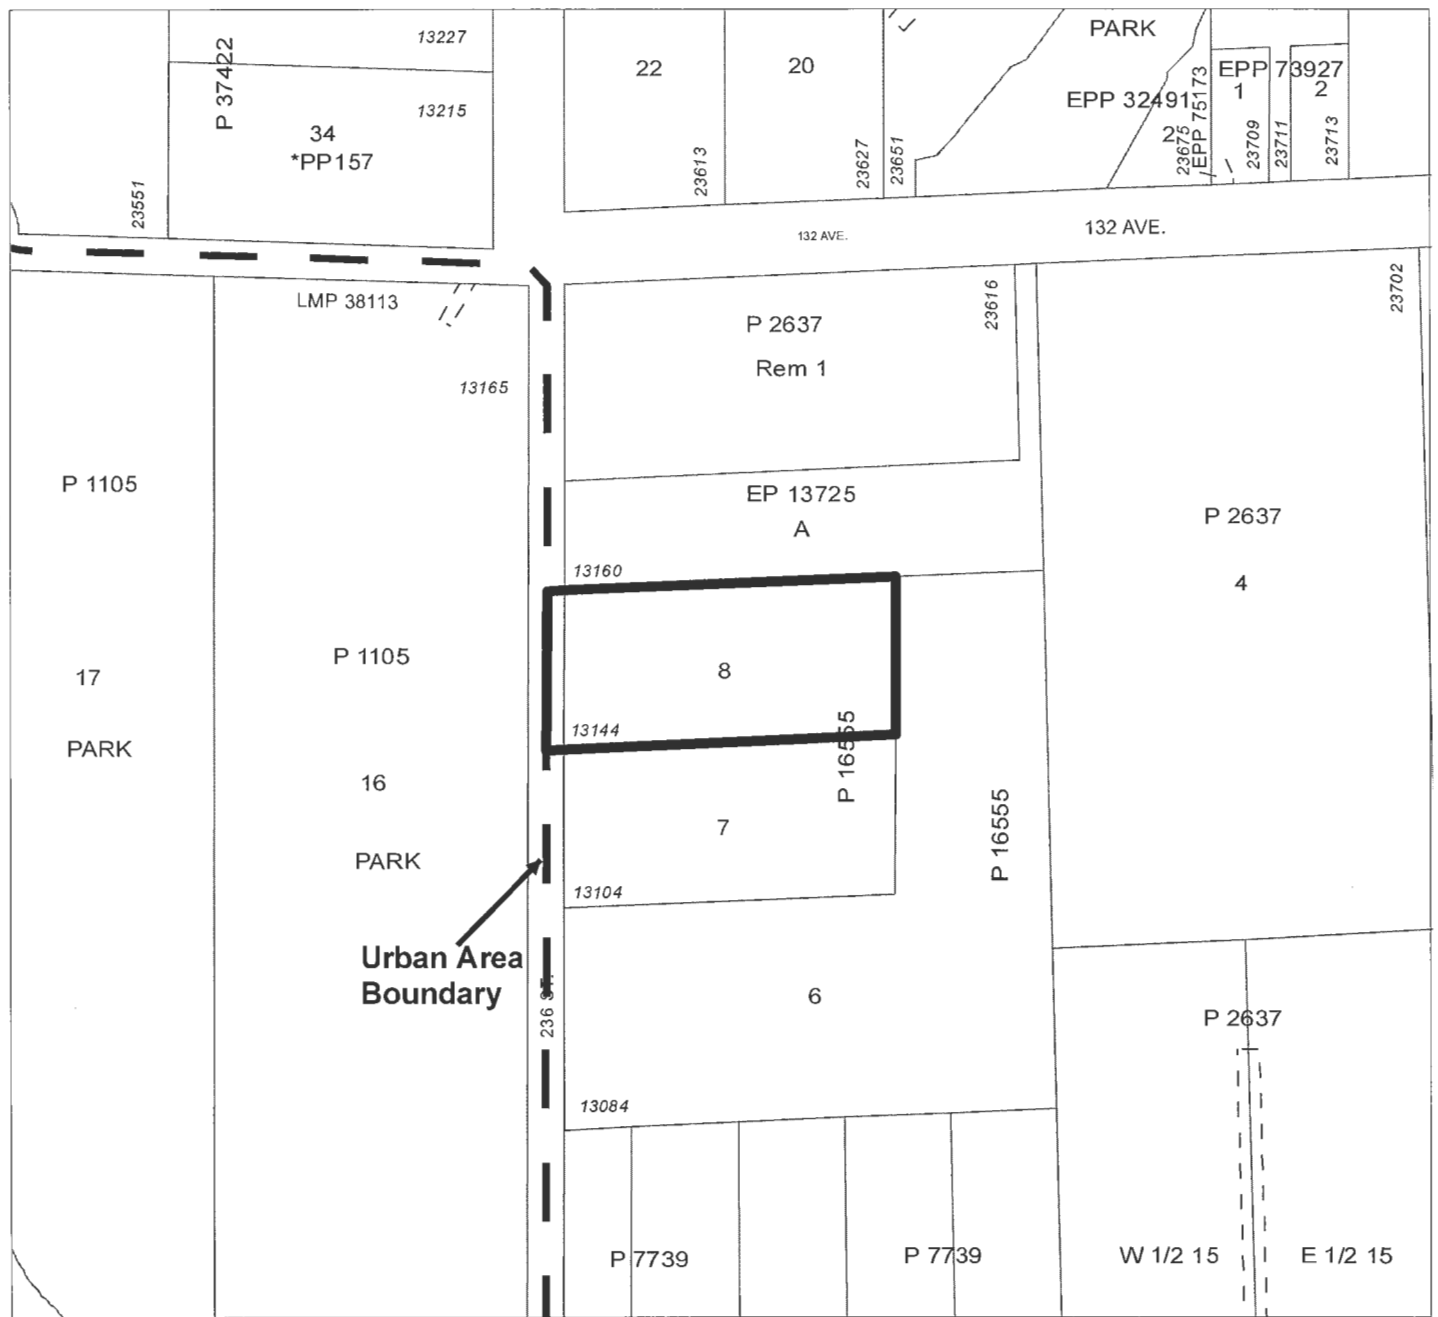 13227
P 37422
13215
34
*PP157
23551
22
20
23613
23627
23651
PARK
EPP 32491
2
23675
EPP 75173
EPP 73927
1
2
23709
23711
23713
132 AVE.
132 AVE.
LMP 38113
13165
P 2637
Rem 1
23616
23702
P 1105
EP 13725
A
P 2637
4
13160
P 1105
17
PARK
8
13144
P 16555
16
PARK
7
P 16555
13104
Urban Area
Boundary
236 ST.
6
P 2637
13084
P 7739
P 7739
W 1/2 15
E 1/2 15